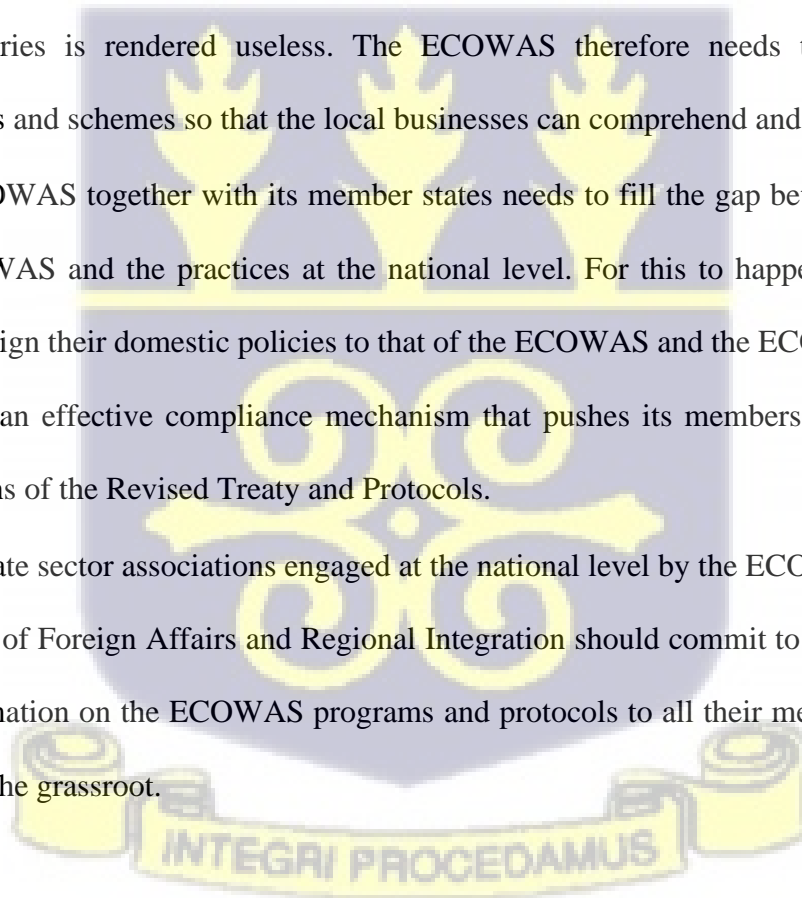 ries is rendered useless. The ECOWAS therefore needs t
s and schemes so that the local businesses can comprehend and
OWAS together with its member states needs to fill the gap be
WAS and the practices at the national level. For this to happe
ign their domestic policies to that of the ECOWAS and the EC
an effective compliance mechanism that pushes its members
ns of the Revised Treaty and Protocols.
ate sector associations engaged at the national level by the ECO
of Foreign Affairs and Regional Integration should commit to
nation on the ECOWAS programs and protocols to all their me
he grassroot.
INTEGRI PROCEDAMUS